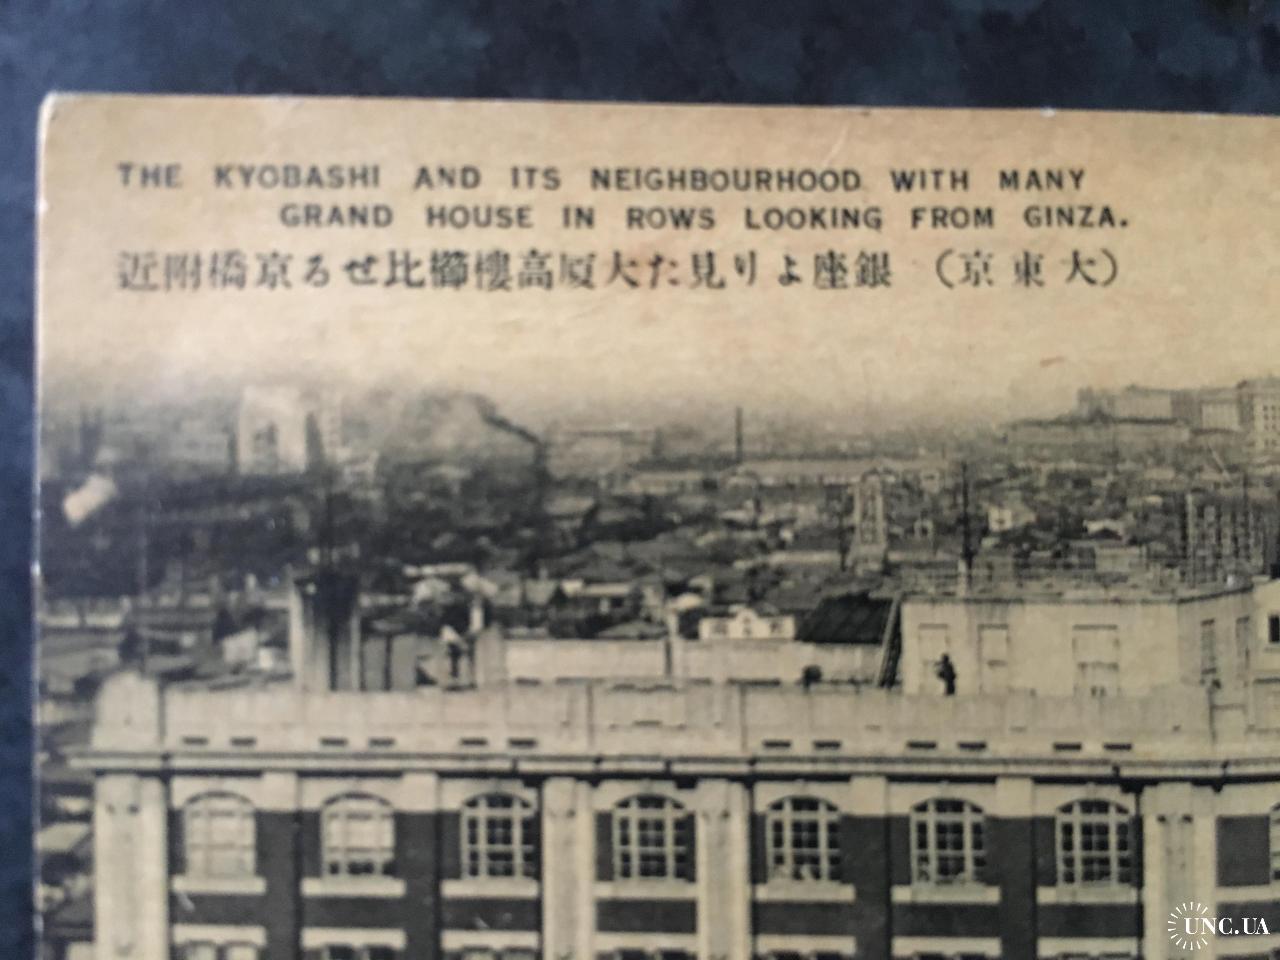 THE KYOBASHI AND ITS NEIGHBOURHOOD WITH MANY
GRAND HOUSE IN ROWS LOOKING FROM GINZA.
近附橋京るせ比櫛樓高厦大た見りよ座銀 (京東大)
UNC.UA